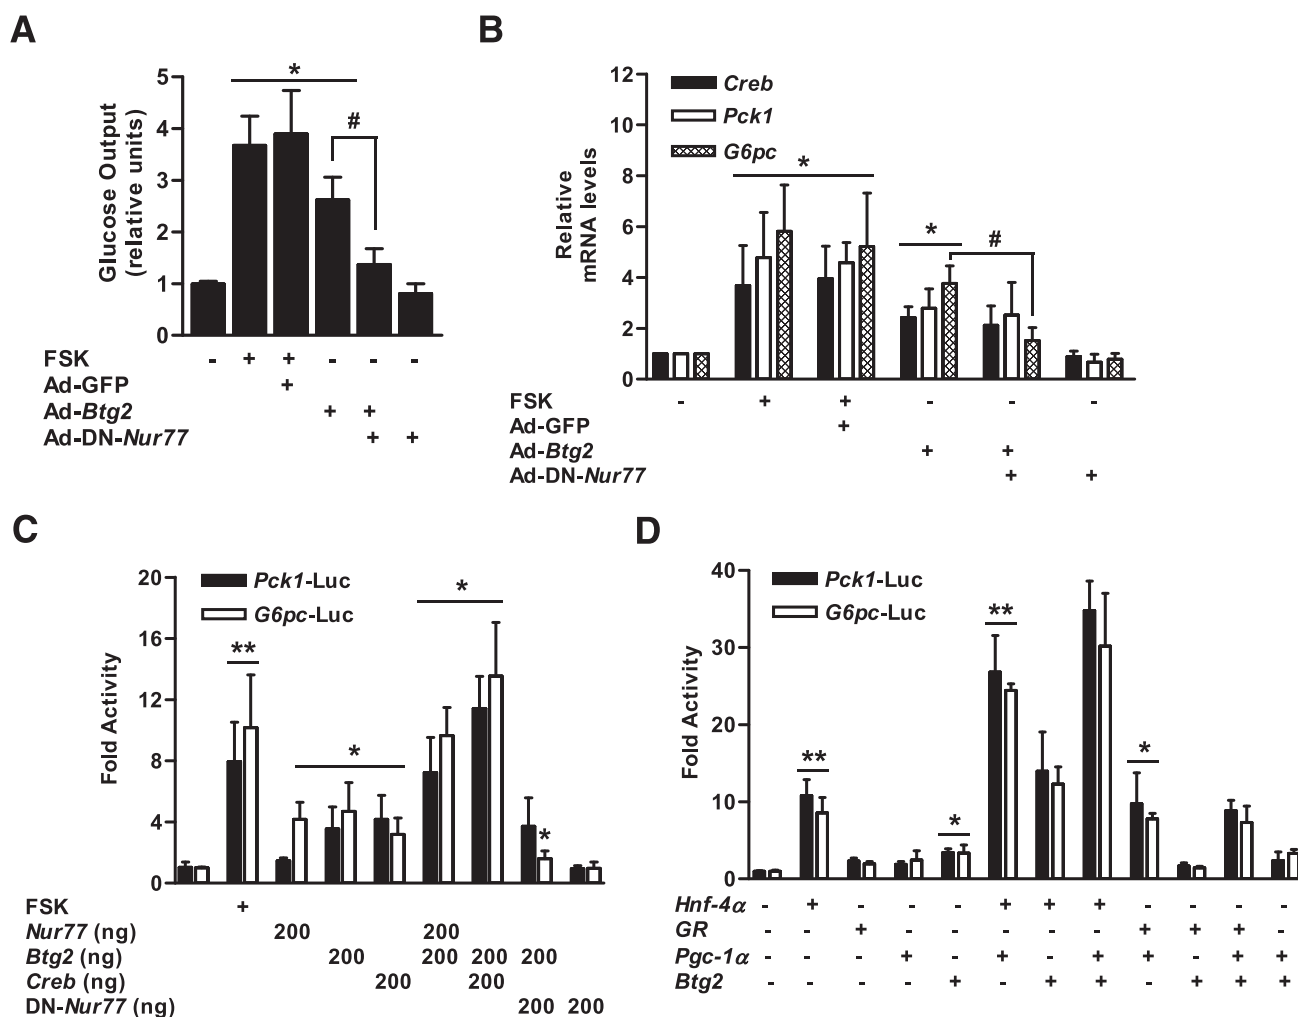 A
Glucose Output
(relative units)
5
4
3
2
1
0
*
#
FSK - + + - - -
Ad-GFP +
Ad-Btg2 + +
Ad-DN-Nur77 + +
B
Relative
mRNA levels
12
10
8
6
4
2
0
Creb
Pck1
G6pc
*
*
#
FSK - + + - - -
Ad-GFP +
Ad-Btg2 + +
Ad-DN-Nur77 + +
C
Fold Activity
20
16
12
8
4
0
Pck1-Luc
G6pc-Luc
**
*
*
*
FSK +
Nur77 (ng) 200 200
Btg2 (ng) 200 200 200 200
Creb (ng) 200 200
DN-Nur77 (ng) 200 200
D
Fold Activity
40
30
20
10
0
Pck1-Luc
G6pc-Luc
**
*
**
*
Hnf-4α - + - - - + + + - - - -
GR - - + - - - - - + + + -
Pgc-1α - - - + - + - + + - + +
Btg2 - - - - + - + + - + + +